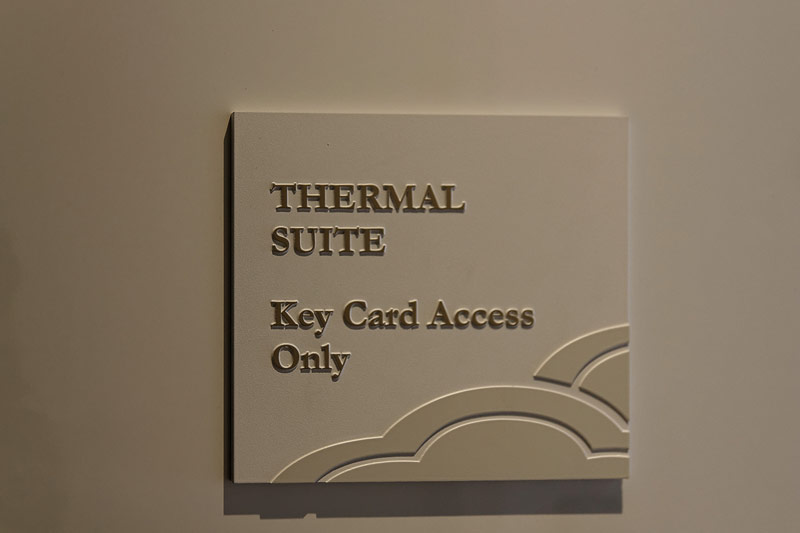 THERMAL
SUITE
Key Card Access
Only